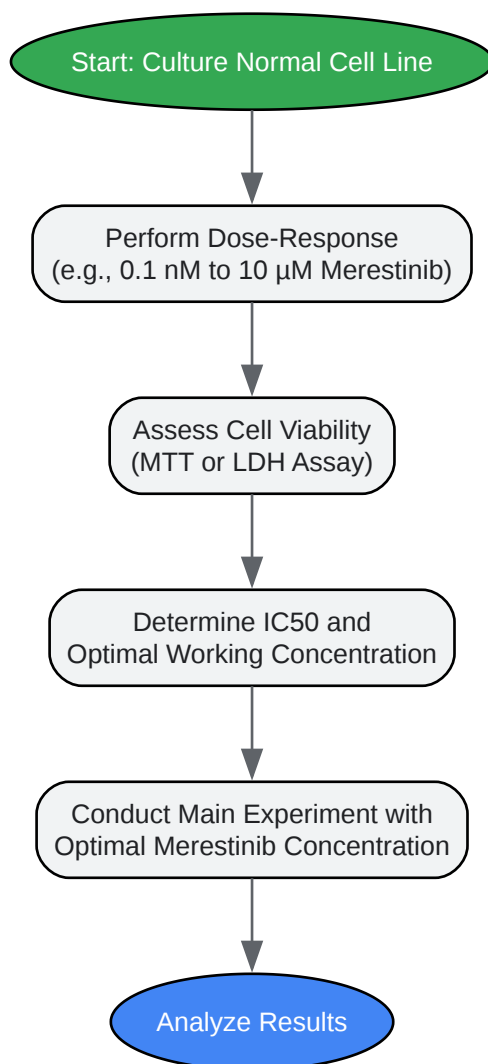 Start: Culture Normal Cell Line
Perform Dose-Response
(e.g., 0.1 nM to 10 µM Merestinib)
Assess Cell Viability
(MTT or LDH Assay)
Determine IC50 and
Optimal Working Concentration
Conduct Main Experiment with
Optimal Merestinib Concentration
Analyze Results